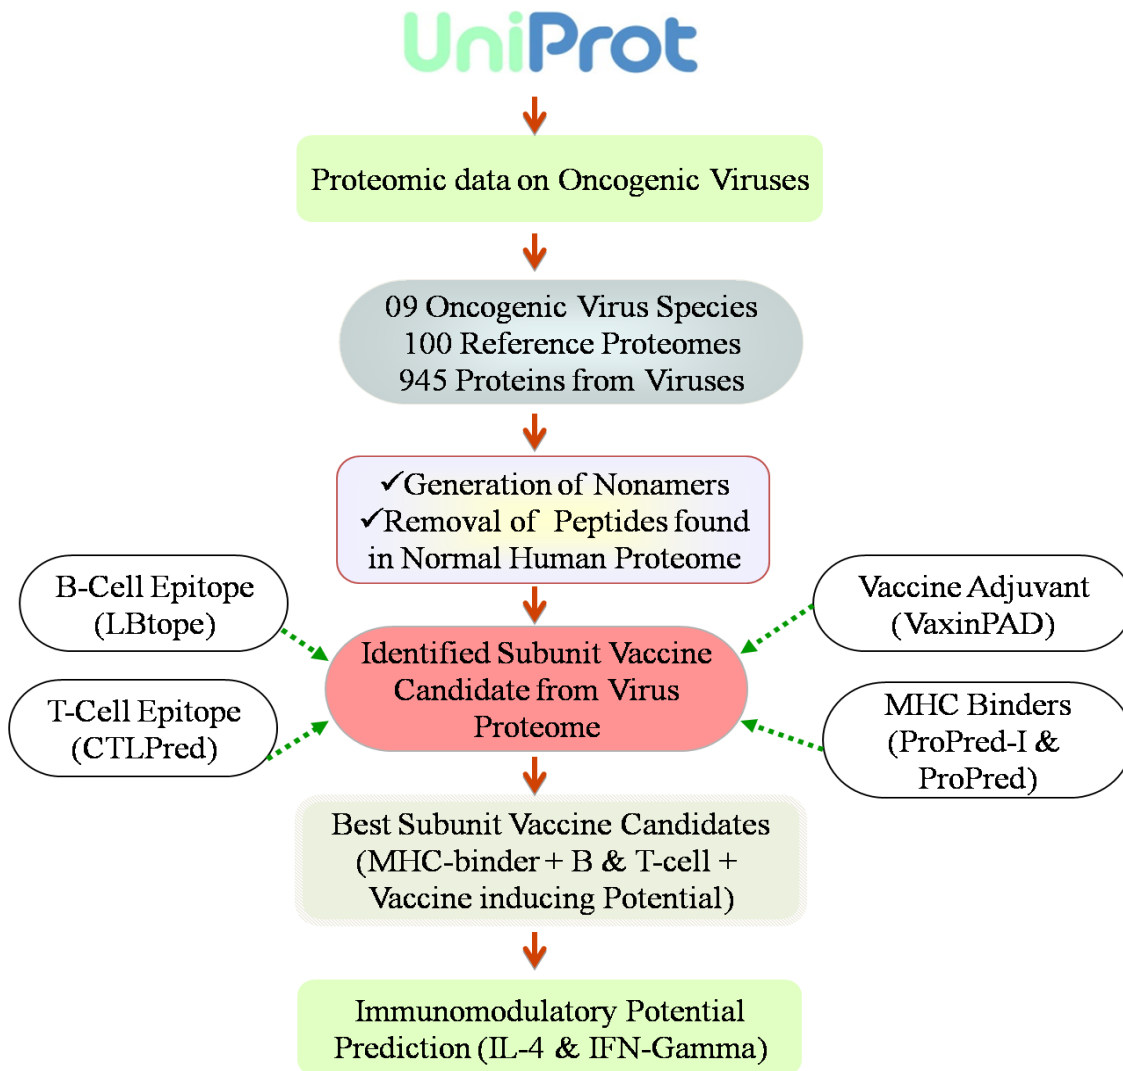 UniProt
Proteomic data on Oncogenic Viruses
09 Oncogenic Virus Species
100 Reference Proteomes
945 Proteins from Viruses
✓Generation of Nonamers
✓Removal of Peptides found
in Normal Human Proteome
B-Cell Epitope
(LBtope)
Vaccine Adjuvant
(VaxinPAD)
Identified Subunit Vaccine
Candidate from Virus
Proteome
T-Cell Epitope
(CTLPred)
MHC Binders
(ProPred-I &
ProPred)
Best Subunit Vaccine Candidates
(MHC-binder + B & T-cell +
Vaccine inducing Potential)
Immunomodulatory Potential
Prediction (IL-4 & IFN-Gamma)